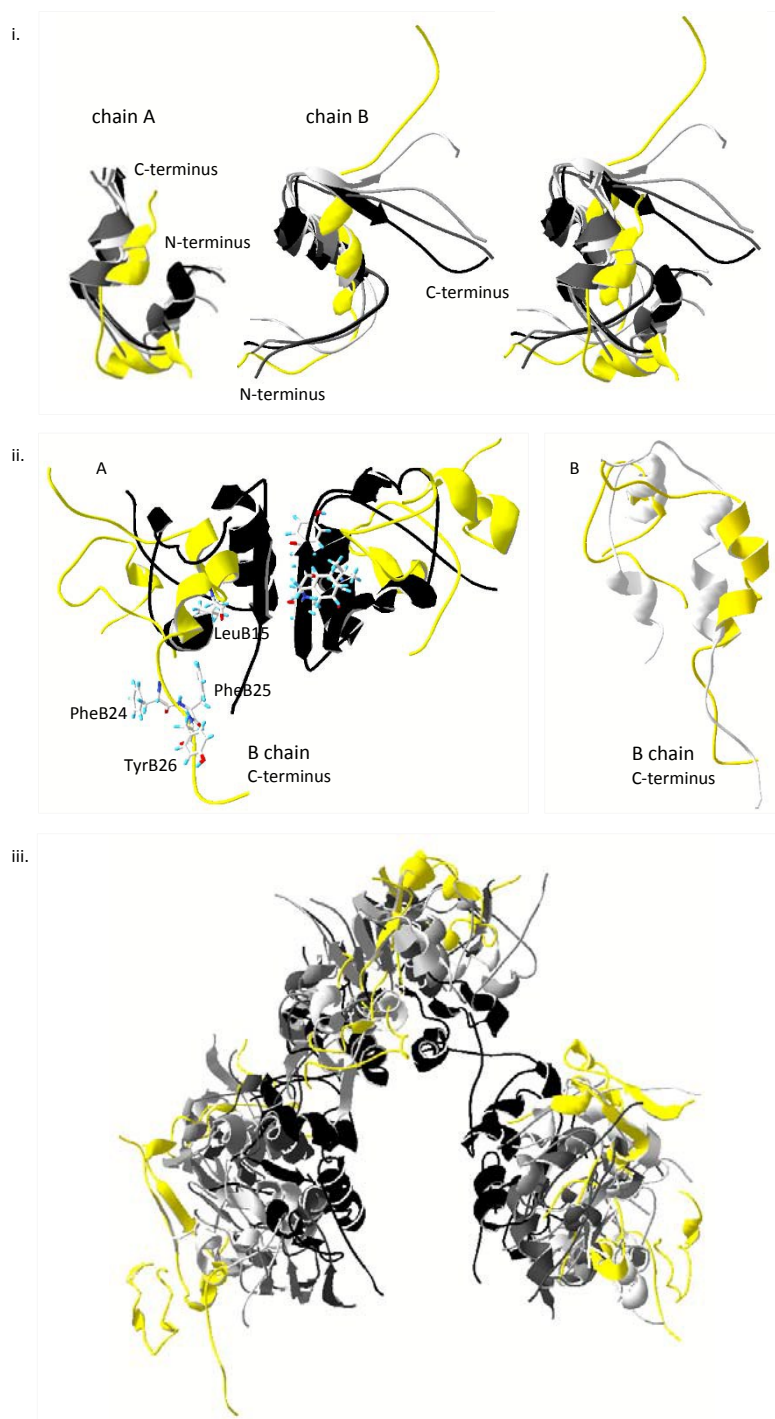 i.
chain A
chain B
C-terminus
N-terminus
C-terminus
N-terminus
ii.
A
B
LeuB15
PheB25
PheB24
TyrB26
B chain
C-terminus
B chain
C-terminus
iii.